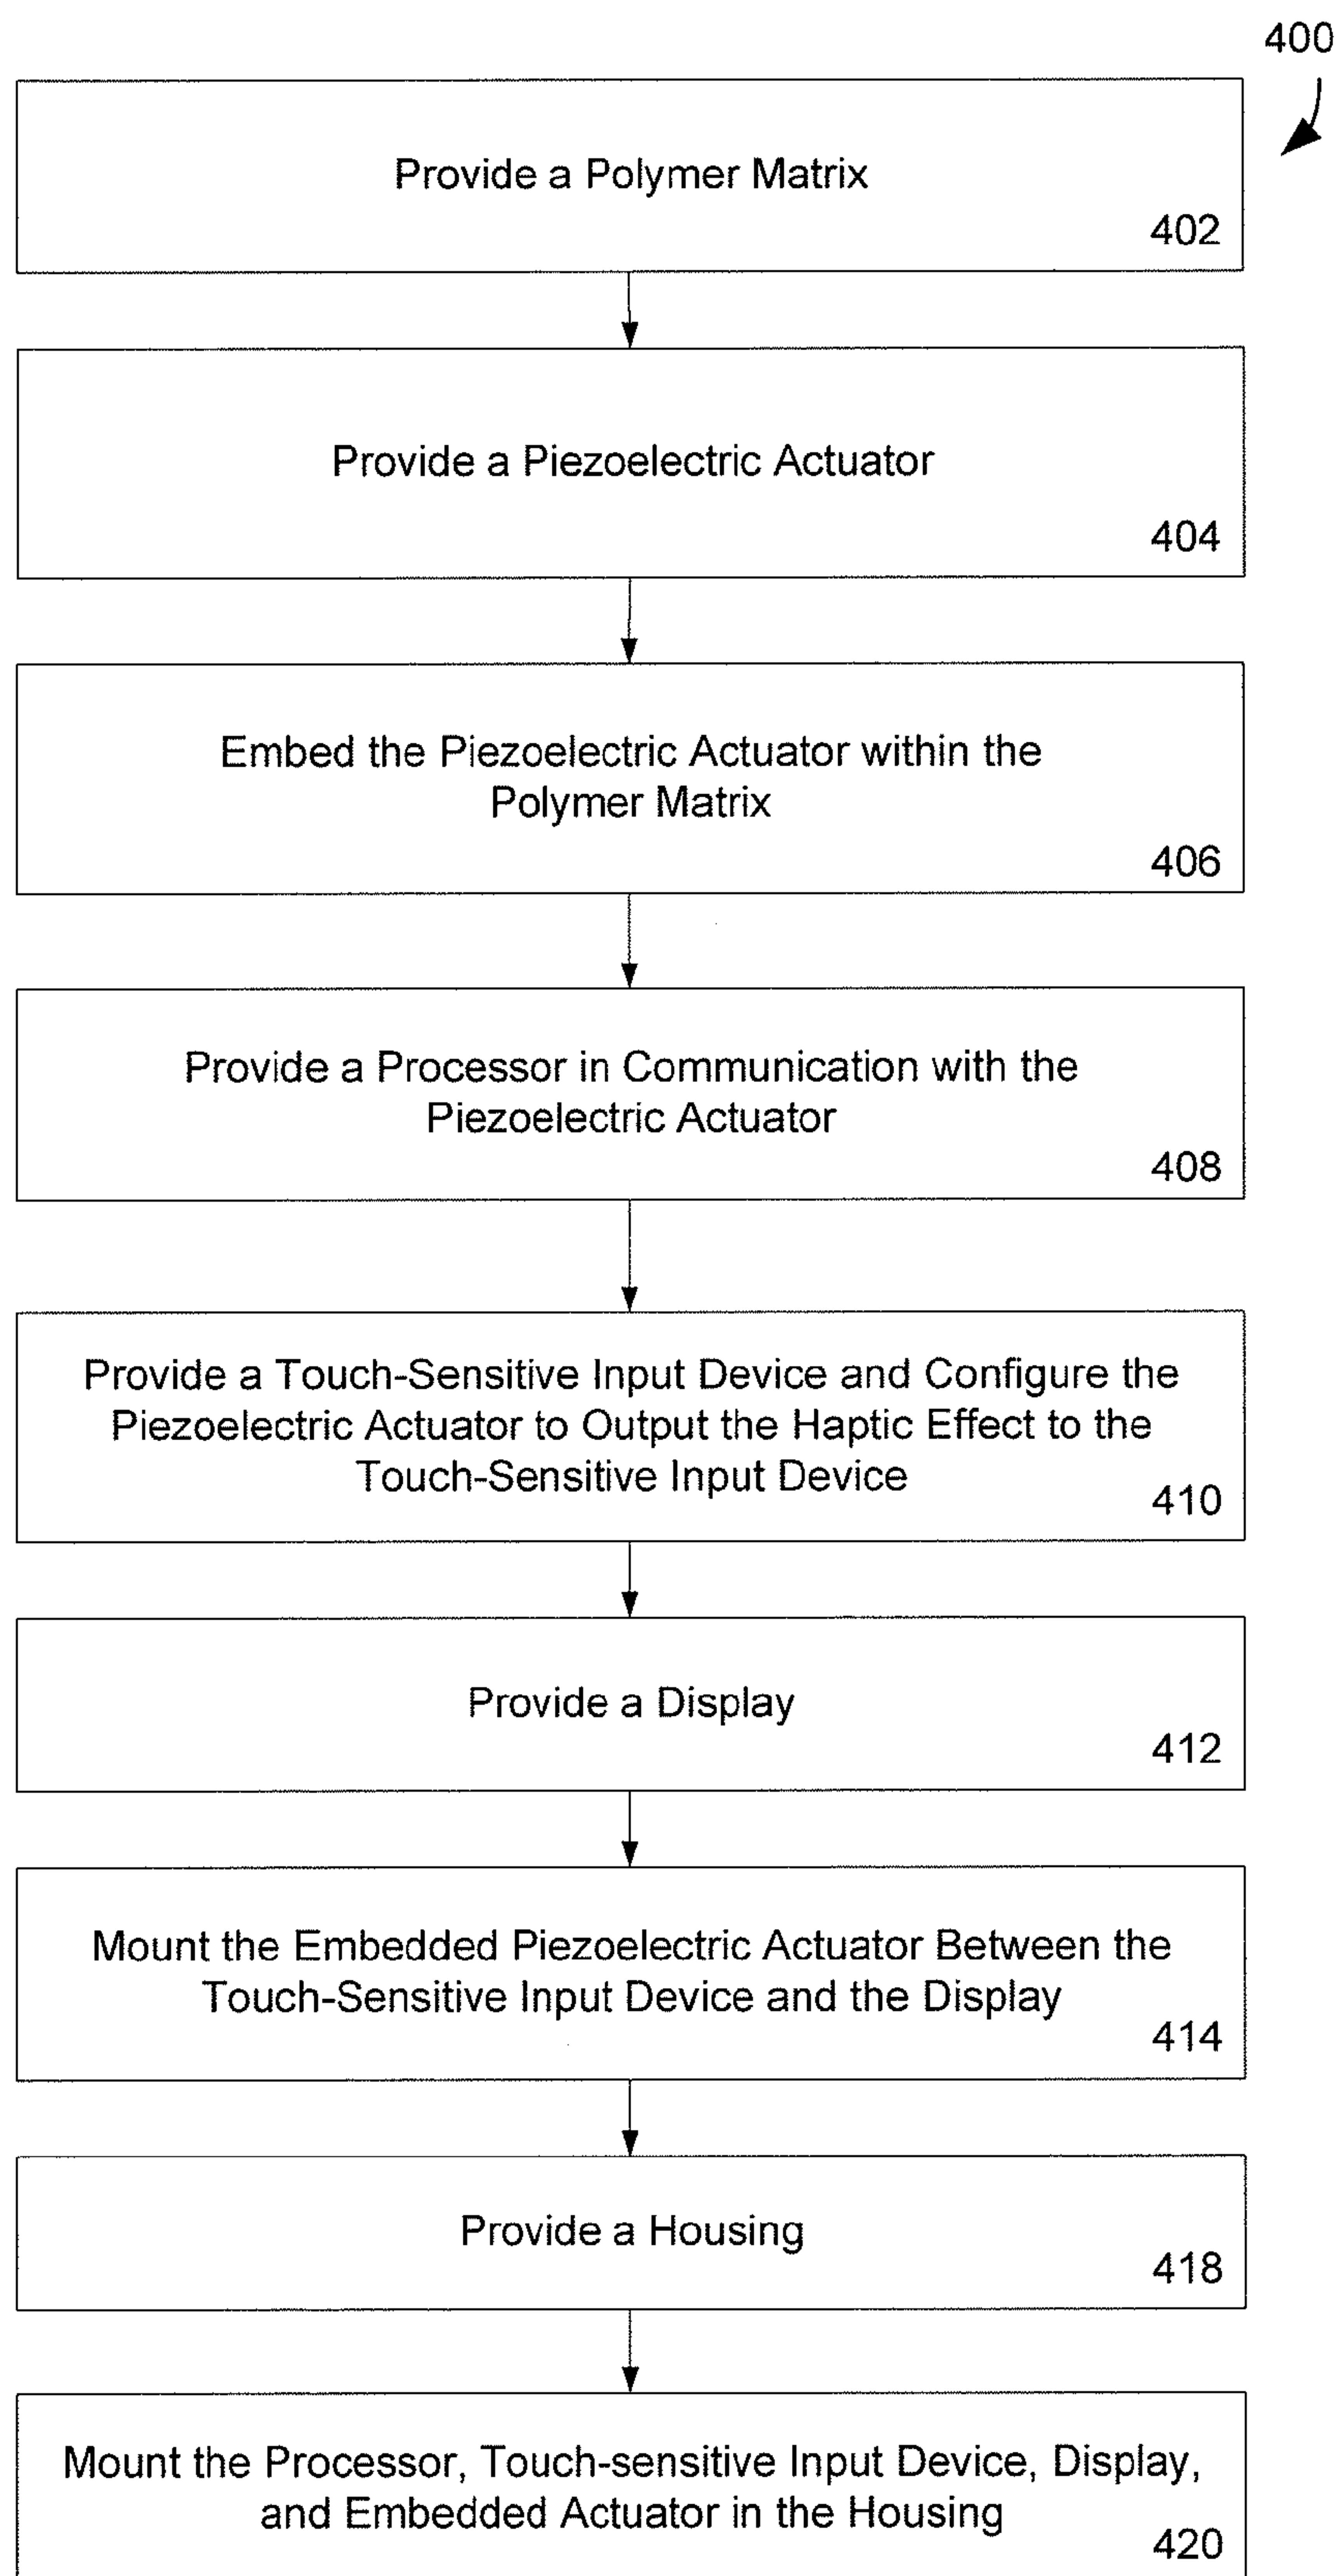 400
Provide a Polymer Matrix
402
Provide a Piezoelectric Actuator
404
Embed the Piezoelectric Actuator within the
Polymer Matrix
406
Provide a Processor in Communication with the
Piezoelectric Actuator
408
Provide a Touch-Sensitive Input Device and Configure the
Piezoelectric Actuator to Output the Haptic Effect to the
Touch-Sensitive Input Device
410
Provide a Display
412
Mount the Embedded Piezoelectric Actuator Between the
Touch-Sensitive Input Device and the Display
414
Provide a Housing
418
Mount the Processor, Touch-sensitive Input Device, Display,
and Embedded Actuator in the Housing
420